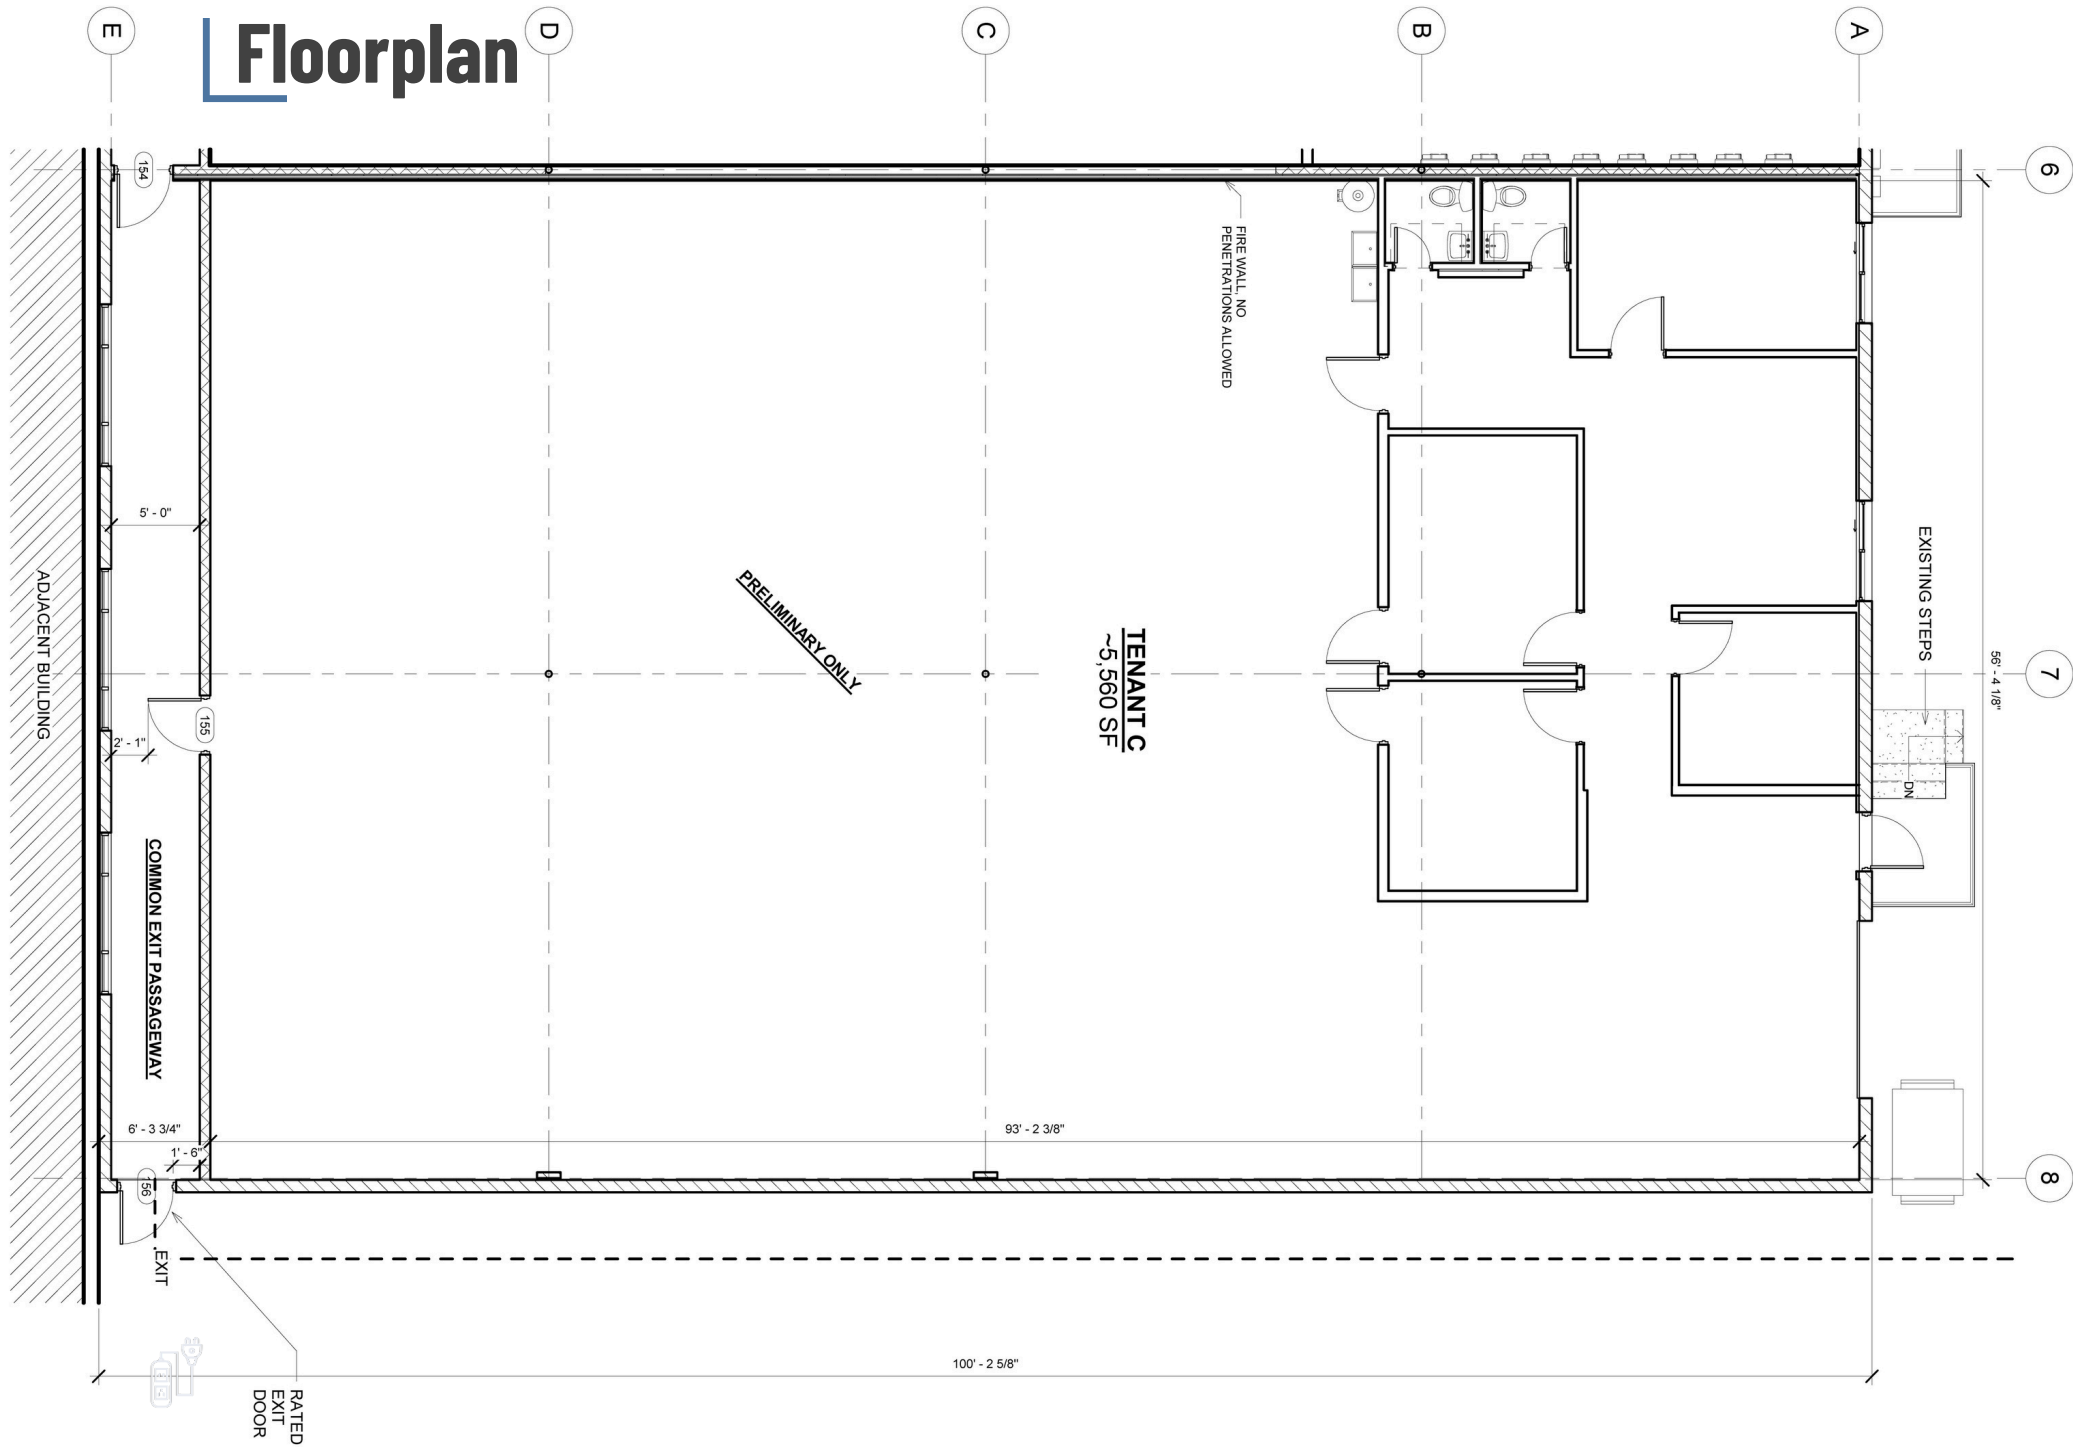 Floorplan
E
D
C
B
A
6
7
8
154
155
156
FIRE WALL, NO
PENETRATIONS ALLOWED
EXISTING STEPS
DN
56' - 4 1/8"
5' - 0"
2' - 1"
ADJACENT BUILDING
PRELIMINARY ONLY
TENANT C
~5,560 SF
COMMON EXIT PASSAGEWAY
6' - 3 3/4"
1' - 6"
93' - 2 3/8"
EXIT
100' - 2 5/8"
RATED
EXIT
DOOR